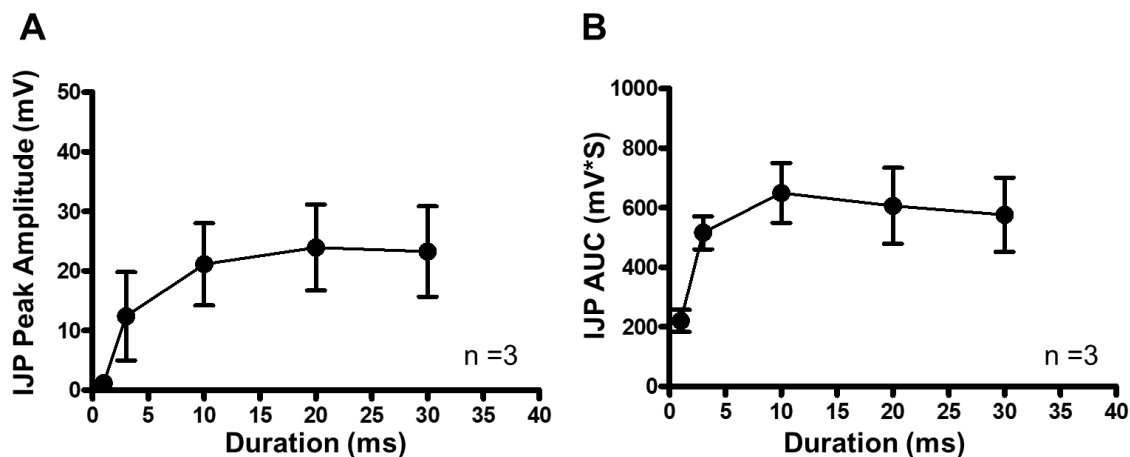 A
IJP Peak Amplitude (mV)
50
40
30
20
10
0
0 5 10 15 20 25 30 35 40
Duration (ms)
n =3
B
IJP AUC (mV*S)
1000
800
600
400
200
0
0 5 10 15 20 25 30 35 40
Duration (ms)
n =3